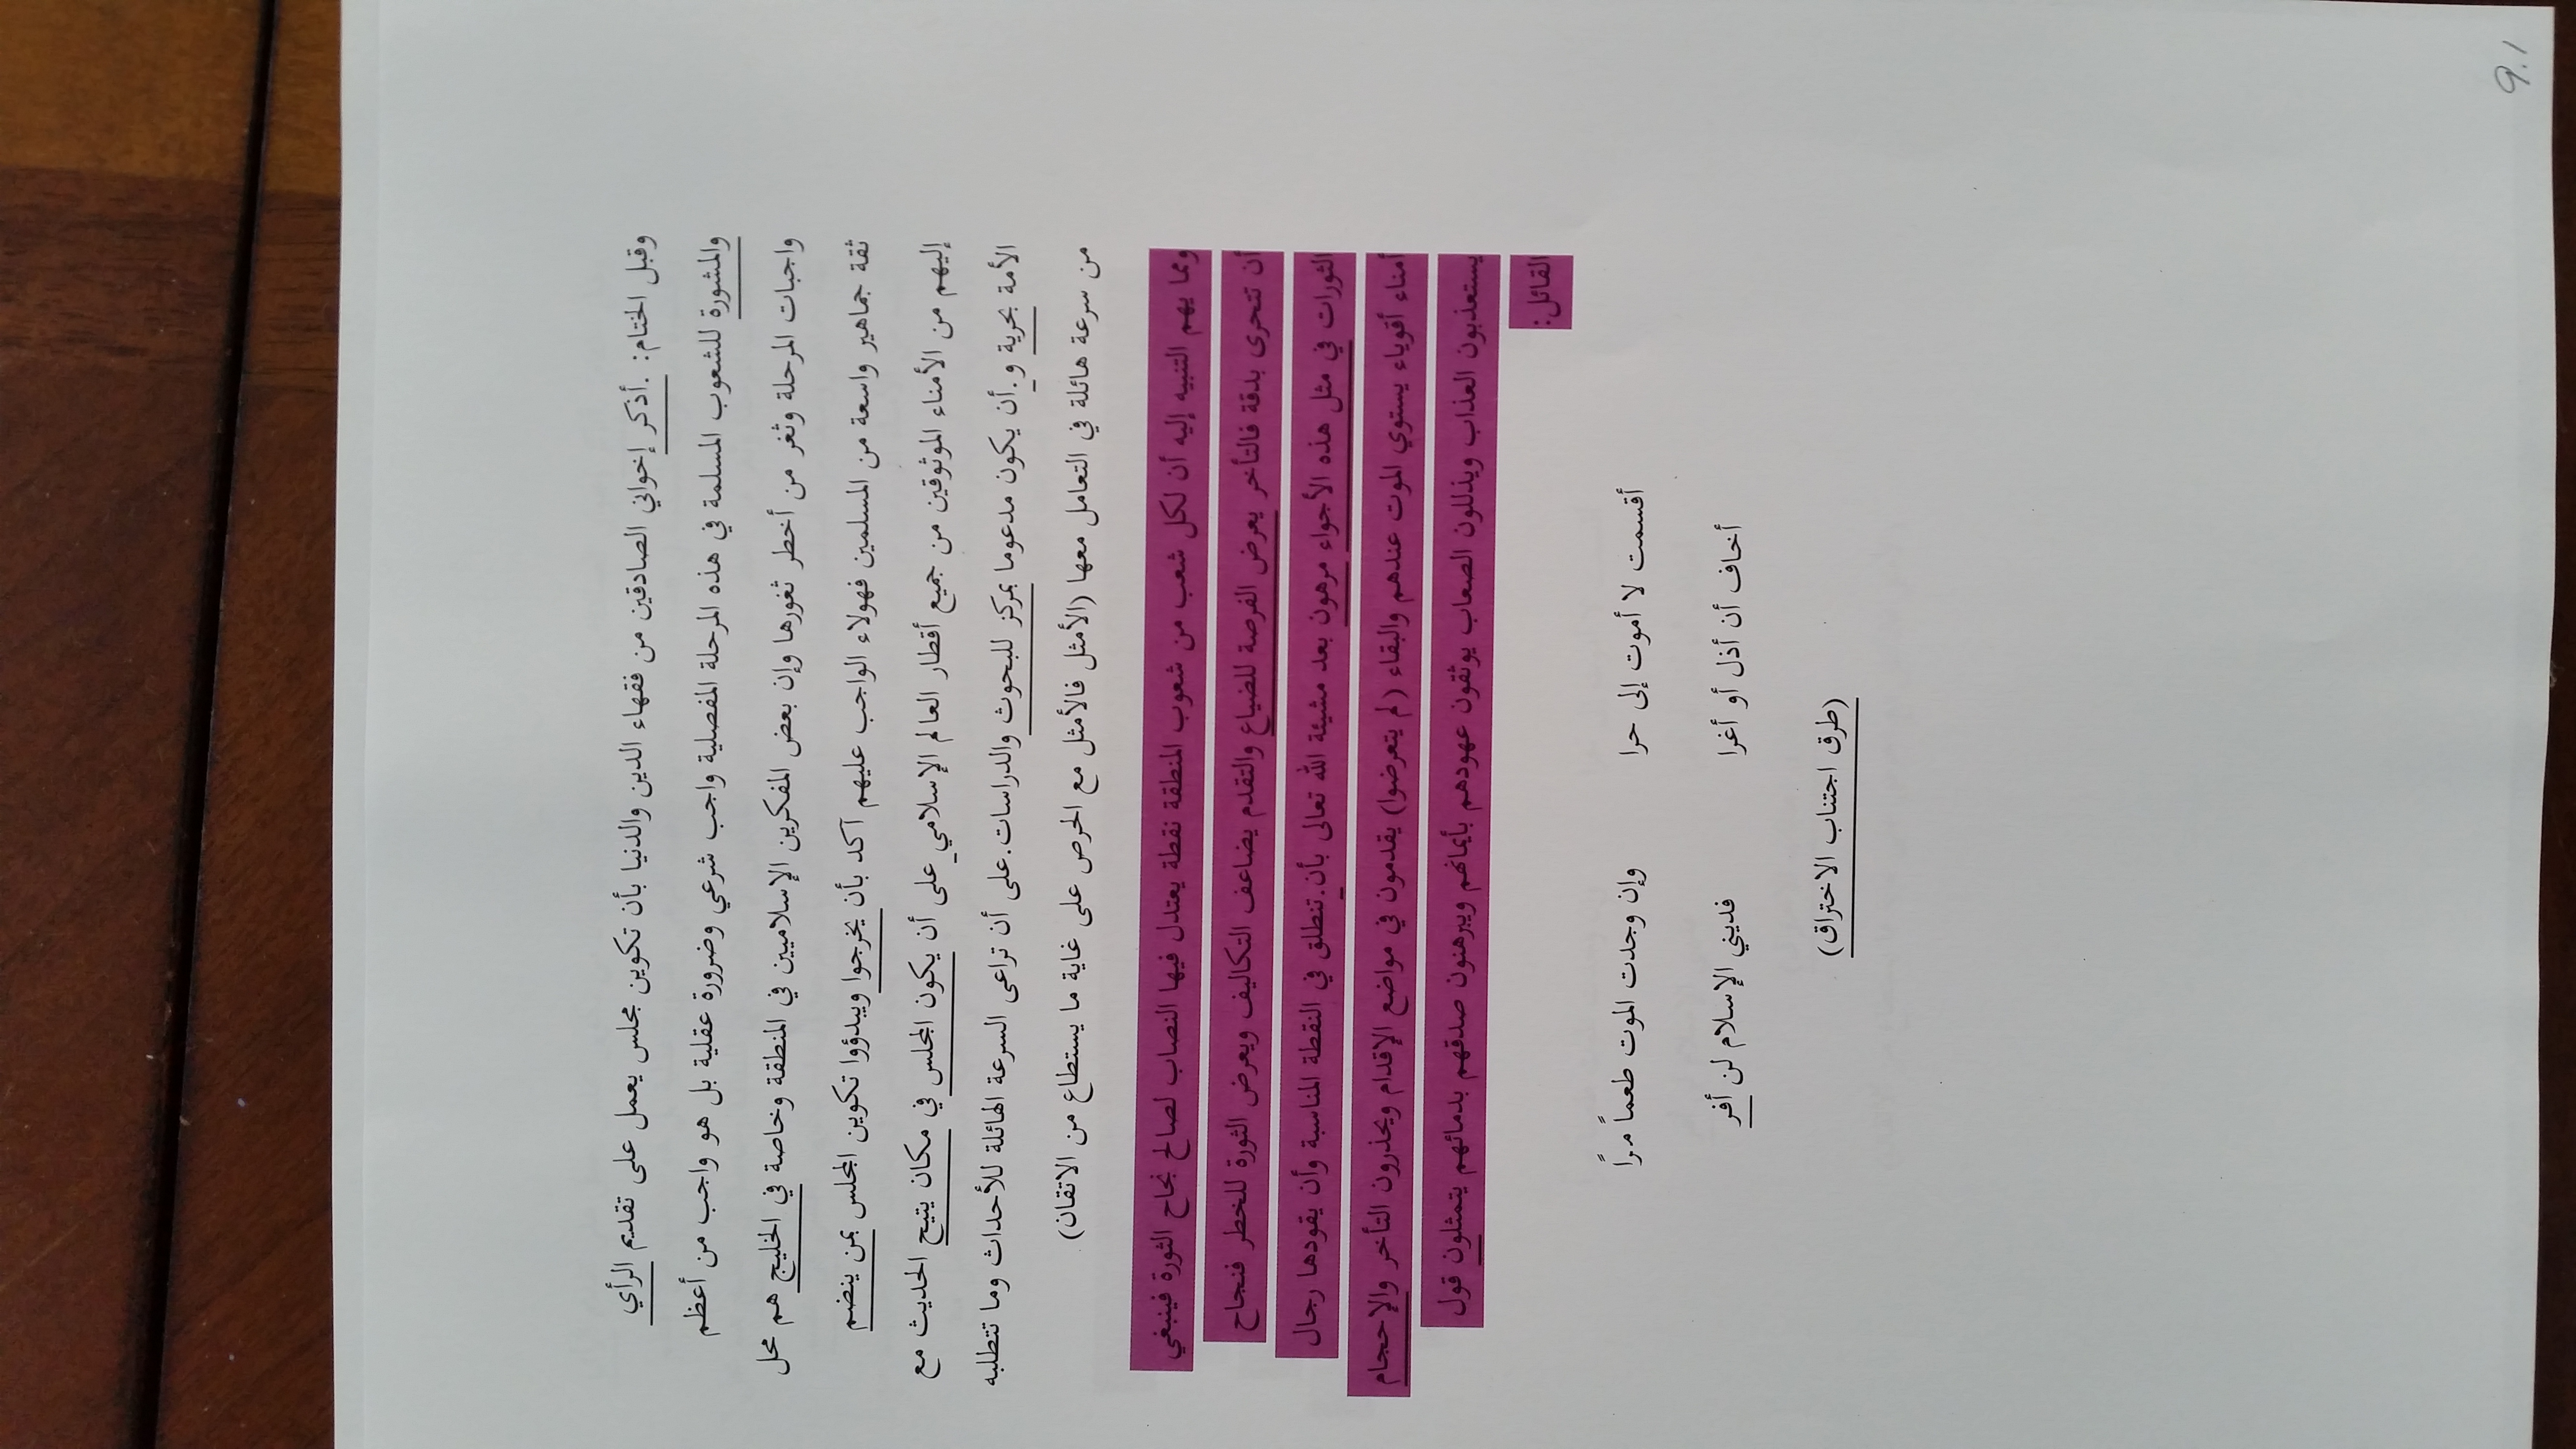 9.1
وقبل الختام: .أذكر إخواني الصادقين من فقهاء الدين والدنيا بأن تكوين مجلس يعمل على تقديم الرأي
والمشورة للشعوب المسلمة في هذه المرحلة المفصلية واجب شرعي وضرورة عقلية بل هو واجب من أعظم
واجبات المرحلة وثغر من أخطر ثغورها وإن بعض المفكرين الإسلاميين في المنطقة وخاصة في الخليج هم محل
ثقة جماهير واسعة من المسلمين فهولاء الواجب عليهم آكد بأن يخرجوا ويبدؤوا تكوين المجلس بمن ينضم
إليهم من الأمناء الموثوقين من جميع أقطار العالم الإسلامي على أن يكون المجلس في مكان يتيح الحديث مع
الأمة بحرية و.أن يكون مدعوما بمركز للبحوث والدراسات.على أن تراعى السرعة الهائلة للأحداث وما تتطلبه
من سرعة هائلة في التعامل معها (الأمثل فالأمثل مع الحرص على غاية ما يستطاع من الاتقان)
ومما يهم التنبيه إليه أن لكل شعب من شعوب المنطقة نقطة يعتدل فيها النصاب لصالح نجاح الثورة فينبغي
أن تتحرى بدقة فالتأخر يعرض الفرصة للضياع والتقدم يضاعف التكاليف ويعرض الثورة للخطر فنجاح
الثورات في مثل هذه الأجواء مرهون بعد مشيئة الله تعالى بأن.تنطلق في النقطة المناسبة وأن يقودها رجال
أمناء أقوياء يستوي الموت عندهم والبقاء (لم يتعرضوا) يقدمون في مواضع الإقدام ويحذرون التأخر والإحجام
يستعذبون العذاب ويذللون الصعاب يوثقون عهودهم بأيمانهم ويبرهنون صدقهم بدمائهم يتمثلون قول
القائل:
أقسمت لا أموت إلى حرا وإن وجدت الموت طعماً مرًا
أخاف أن أذل أو أغرا فديني الإسلام لن أفر
(طرق اجتناب الاختراق)